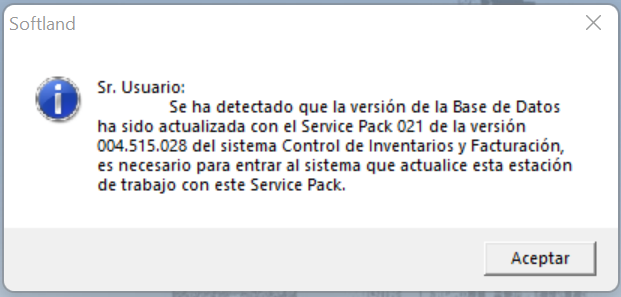 Softland
Sr. Usuario:
Se ha detectado que la versión de la Base de Datos
ha sido actualizada con el Service Pack 021 de la versión
004.515.028 del sistema Control de Inventarios y Facturación,
es necesario para entrar al sistema que actualice esta estación
de trabajo con este Service Pack.
Aceptar